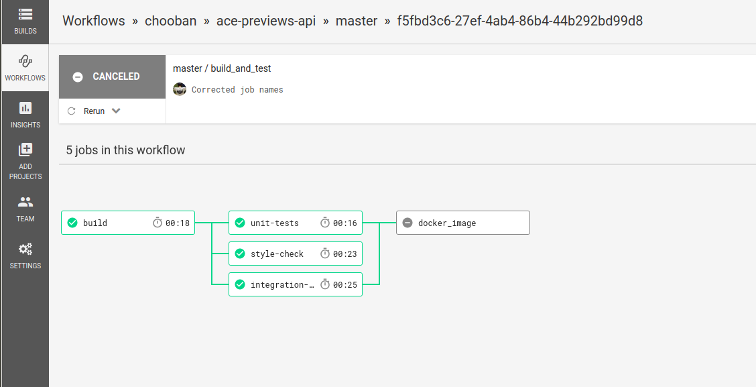 Workflows » chooban » ace-previews-api » master » f5fbd3c6-27ef-4ab4-86b4-44b292bd99d8
BUILDS
WORKFLOWS
INSIGHTS
ADD
PROJECTS
TEAM
SETTINGS
CANCELED
master / build_and_test
Corrected job names
Rerun
5 jobs in this workflow
build 00:18
unit-tests 00:16
docker_image
style-check 00:23
integration-… 00:25